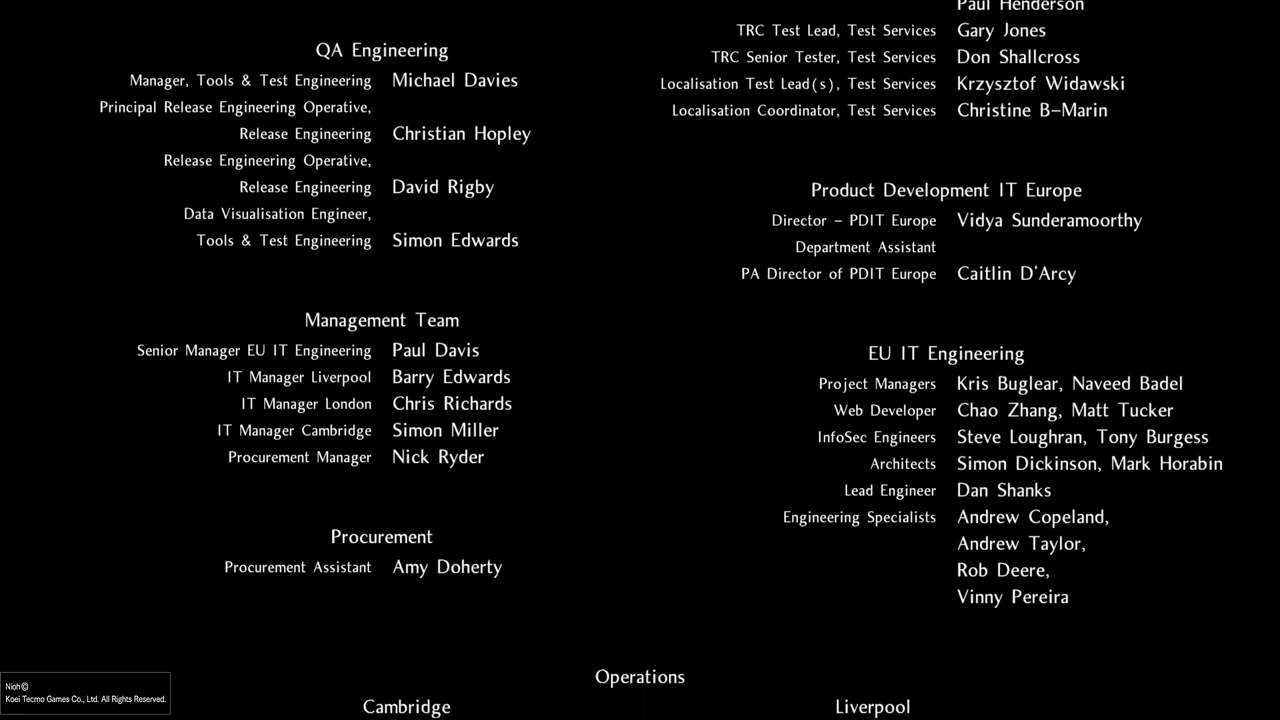 QA Engineering
Manager, Tools & Test Engineering Michael Davies
Principal Release Engineering Operative,
Release Engineering Christian Hopley
Release Engineering Operative,
Release Engineering David Rigby
Data Visualisation Engineer,
Tools & Test Engineering Simon Edwards
Management Team
Senior Manager EU IT Engineering Paul Davis
IT Manager Liverpool Barry Edwards
IT Manager London Chris Richards
IT Manager Cambridge Simon Miller
Procurement Manager Nick Ryder
Procurement
Procurement Assistant Amy Doherty
Paul Henderson
TRC Test Lead, Test Services Gary Jones
TRC Senior Tester, Test Services Don Shallcross
Localisation Test Lead(s), Test Services Krzysztof Widawski
Localisation Coordinator, Test Services Christine B-Marin
Product Development IT Europe
Director - PDIT Europe Vidya Sunderamoorthy
Department Assistant
PA Director of PDIT Europe Caitlin D'Arcy
EU IT Engineering
Project Managers Kris Buglear, Naveed Badel
Web Developer Chao Zhang, Matt Tucker
InfoSec Engineers Steve Loughran, Tony Burgess
Architects Simon Dickinson, Mark Horabin
Lead Engineer Dan Shanks
Engineering Specialists Andrew Copeland,
Andrew Taylor,
Rob Deere,
Vinny Pereira
Operations
Cambridge Liverpool
Nioh©
Koei Tecmo Games Co., Ltd. All Rights Reserved.